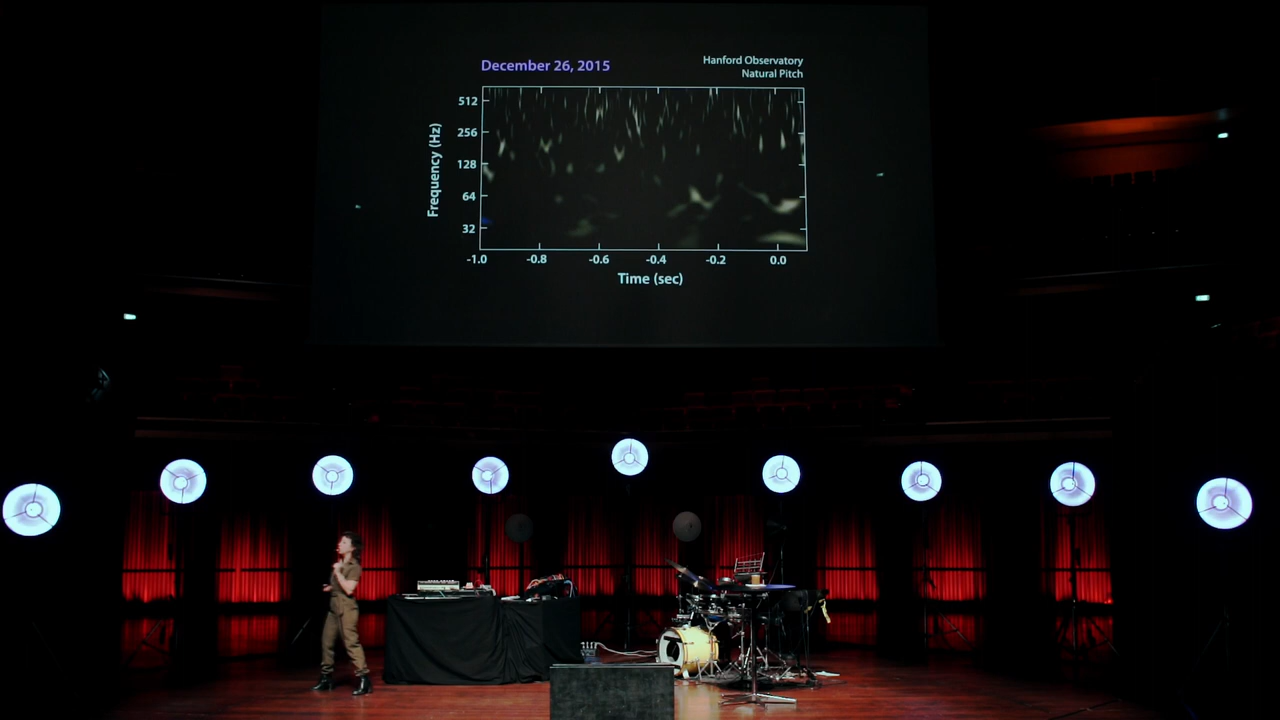 December 26, 2015
Hanford Observatory
Natural Pitch
Frequency (Hz)
512
256
128
64
32
-1.0 -0.8 -0.6 -0.4 -0.2 0.0
Time (sec)